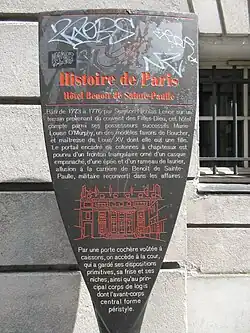 Histoire de Paris
Hôtel Benoît de Sainte-Paulle
Bâti de 1773 à 1776 par Samson-Nicolas Lenoir sur un
terrain prélevant du couvent des Filles-Dieu, cet hôtel
compte parmi ses possesseurs successifs Marie-
Louise O'Murphy, un des modèles favoris de Boucher,
et maîtresse de Louis XV, dont elle eut une fille.
Le portail encadré de colonnes à chapiteaux est
pourvu d'un fronton triangulaire orné d'un casque
empanaché, d'une épée et d'un rameau de laurier,
allusion à la carrière de Benoît de Sainte
Paulle, militaire reconverti dans les affaires.
Par une porte cochère voûtée à
caissons, on accède à la cour,
qui a gardé ses dispositions
primitives, sa frise et ses
niches, ainsi qu'au prin-
cipal corps de logis
dont l'avant-corps
central forme
péristyle.